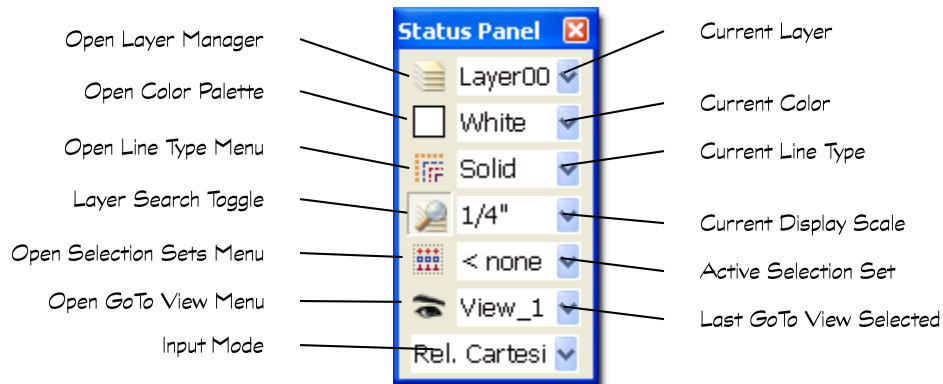 Status Panel
Open Layer Manager
Layer00
Current Layer
Open Color Palette
White
Current Color
Open Line Type Menu
Solid
Current Line Type
Layer Search Toggle
1/4"
Current Display Scale
Open Selection Sets Menu
< none
Active Selection Set
Open GoTo View Menu
View_1
Last GoTo View Selected
Input Mode
Rel. Cartesi